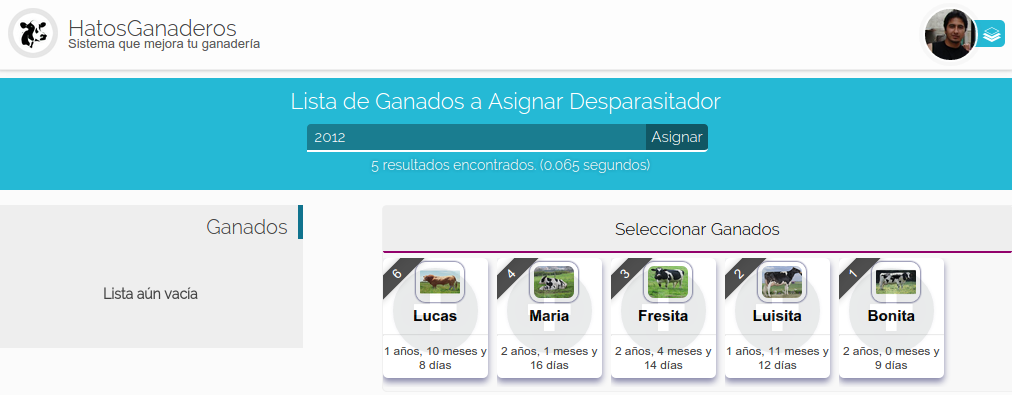 HatosGanaderos
Sistema que mejora tu ganadería
Lista de Ganados a Asignar Desparasitador
2012 Asignar
5 resultados encontrados. (0.065 segundos)
Ganados
Lista aún vacía
Seleccionar Ganados
6
Lucas
1 años, 10 meses y
8 días
4
Maria
2 años, 1 meses y
16 días
3
Fresita
2 años, 4 meses y
14 días
2
Luisita
1 años, 11 meses y
12 días
1
Bonita
2 años, 0 meses y
9 días